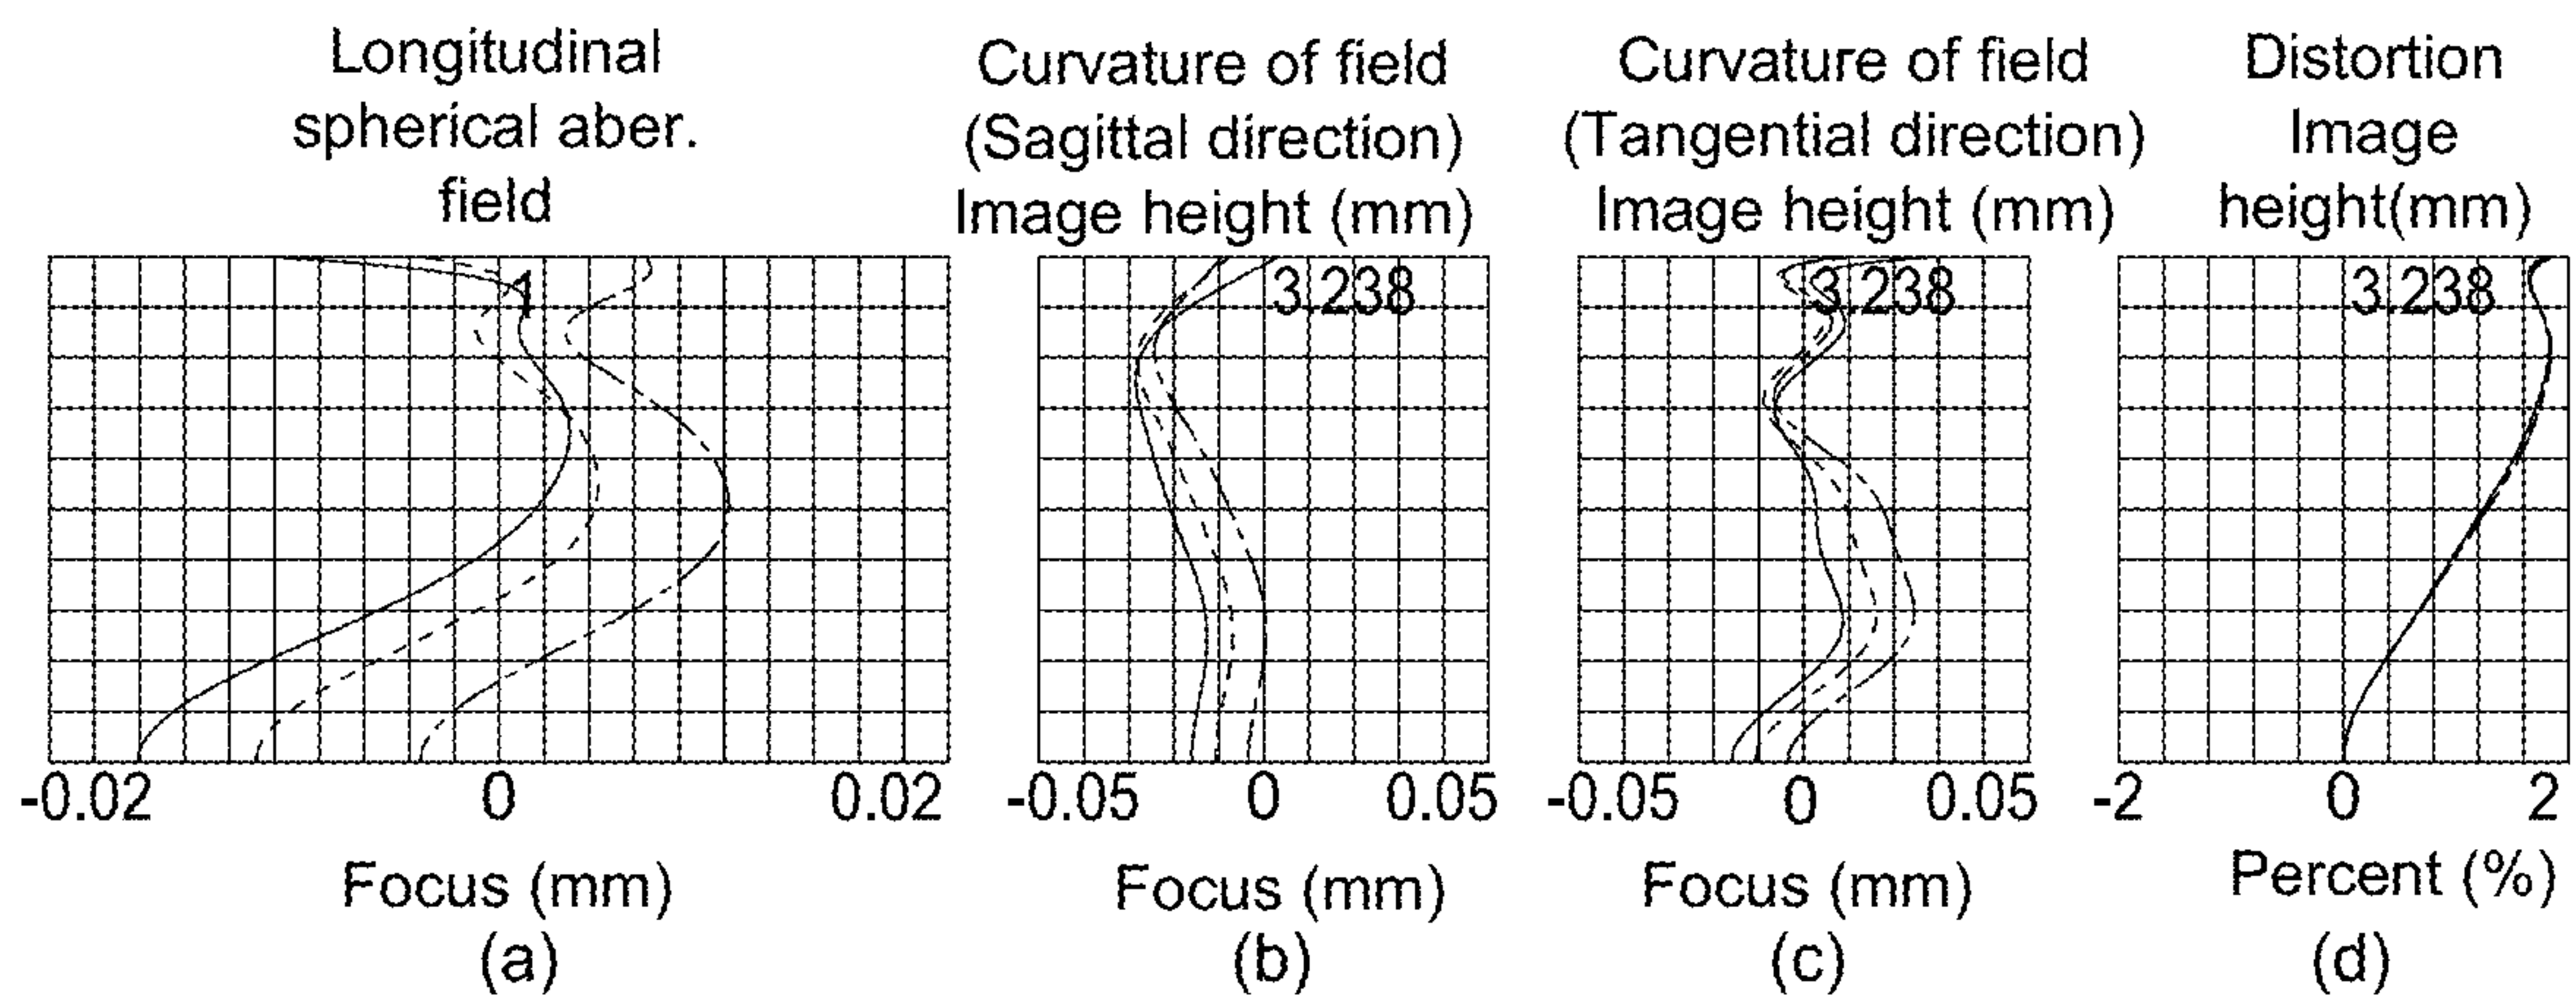 Longitudinal
spherical aber.
field
1
-0.02 0 0.02
Focus (mm)
(a)
Curvature of field
(Sagittal direction)
Image height (mm)
3.238
-0.05 0 0.05
Focus (mm)
(b)
Curvature of field
(Tangential direction)
Image height (mm)
3.238
-0.05 0 0.05
Focus (mm)
(c)
Distortion
Image
height(mm)
3.238
-2 0 2
Percent (%)
(d)